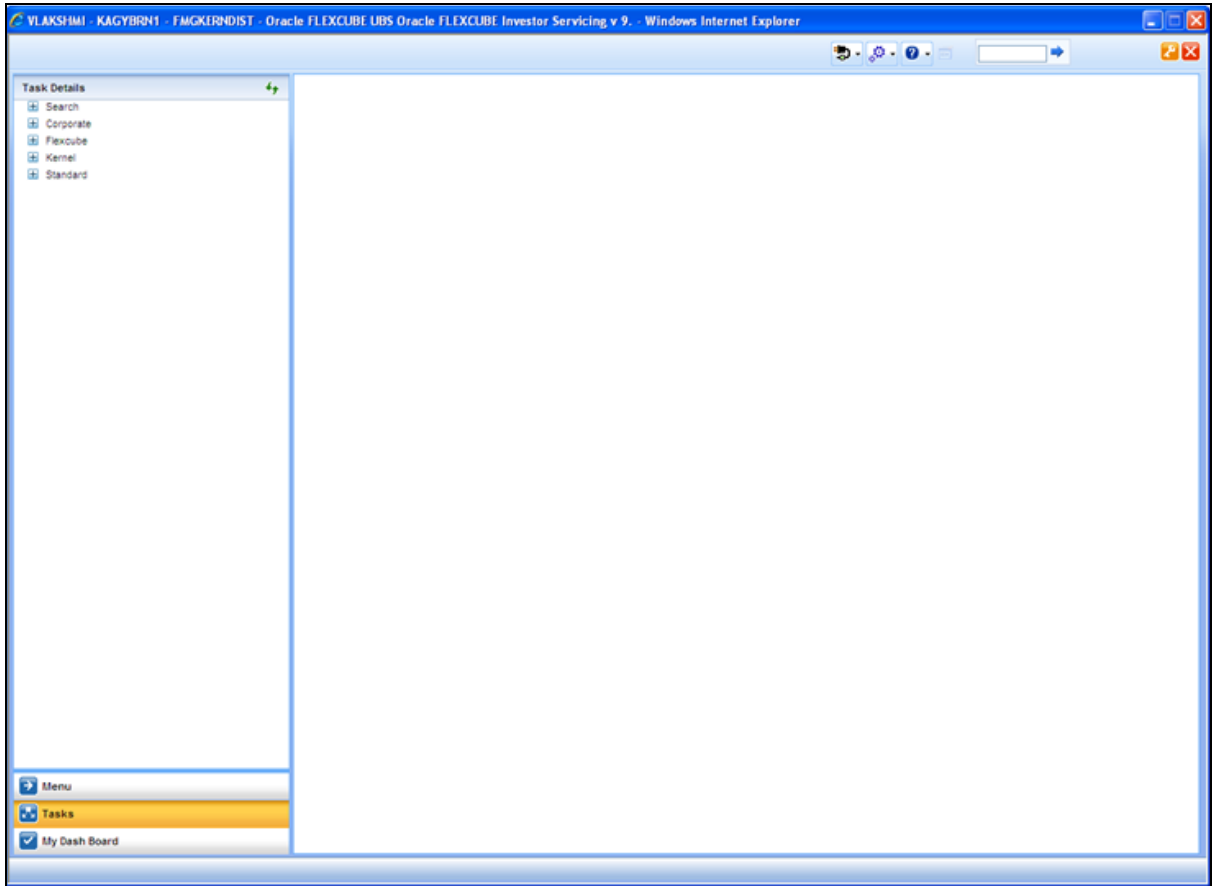 VLAKSHMI - KAGYBRN1 - FMGKERNDIST - Oracle FLEXCUBE UBS Oracle FLEXCUBE Investor Servicing v 9. - Windows Internet Explorer
Task Details
Search
Corporate
Flexcube
Kernel
Standard
Menu
Tasks
My Dash Board